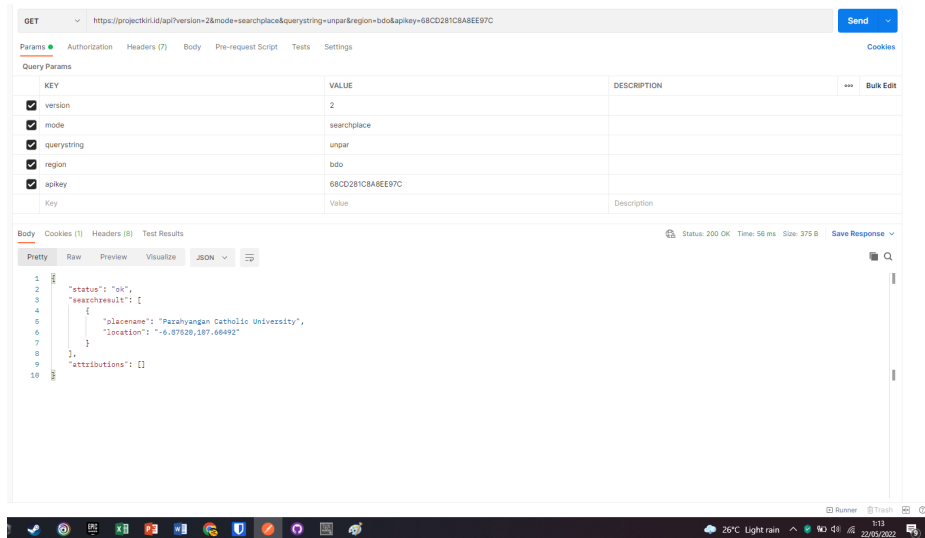 GET https://projectkiri.id/api?version=2&mode=searchplace&querystring=unpar&region=bdo&apikey=68CD281C8A8EE97C Send
Params Authorization Headers (7) Body Pre-request Script Tests Settings Cookies
Query Params
KEY VALUE DESCRIPTION ooo Bulk Edit
version 2
mode searchplace
querystring unpar
region bdo
apikey 68CD281C8A8EE97C
Key Value Description
Body Cookies (1) Headers (8) Test Results Status: 200 OK Time: 56 ms Size: 375 B Save Response
Pretty Raw Preview Visualize JSON
1 {
2 "status": "ok",
3 "searchresult": [
4 {
5 "placename": "Parahyangan Catholic University",
6 "location": "-6.87520,107.60492"
7 }
8 ],
9 "attributions": []
10 }
Runner Trash
EPIC
26°C Light rain 1:13
22/05/2022